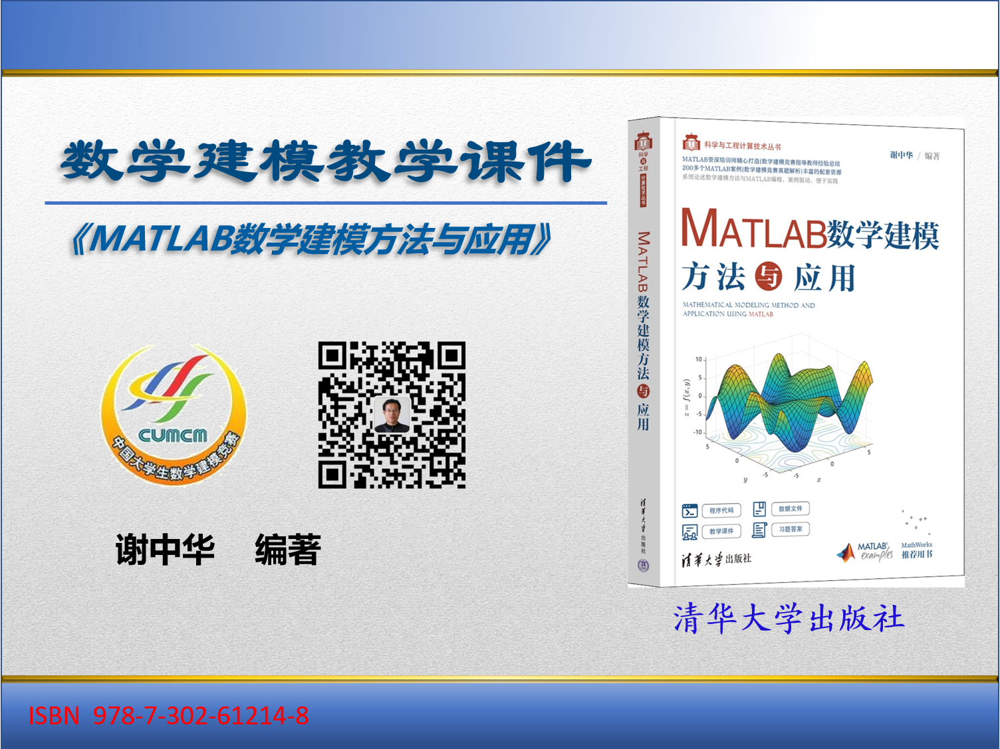 数学建模教学课件
《MATLAB数学建模方法与应用》
CUMCM
中国大学生数学建模竞赛
谢中华 编著
科学与工程
计算技术丛书
MATLAB数学建模方法与应用
清华大学出版社
科学与工程计算技术丛书
MATLAB资深培训师精心打造|数学建模竞赛指导教师经验总结
200多个MATLAB案例|数学建模竞赛真题解析|丰富的配套资源
系统论述数学建模方法与MATLAB编程，案例驱动，便于实践
谢中华 / 编著
MATLAB数学建模
方法与应用
MATHEMATICAL MODELING METHOD AND
APPLICATION USING MATLAB
z = f(x,y)
10
5
0
-5
-10
5
0
-5
y
-5
0
5
x
程序代码
数据文件
教学课件
习题答案
清华大学出版社
MATLAB®
examples
MathWorks
推荐用书
清华大学出版社
ISBN 978-7-302-61214-8